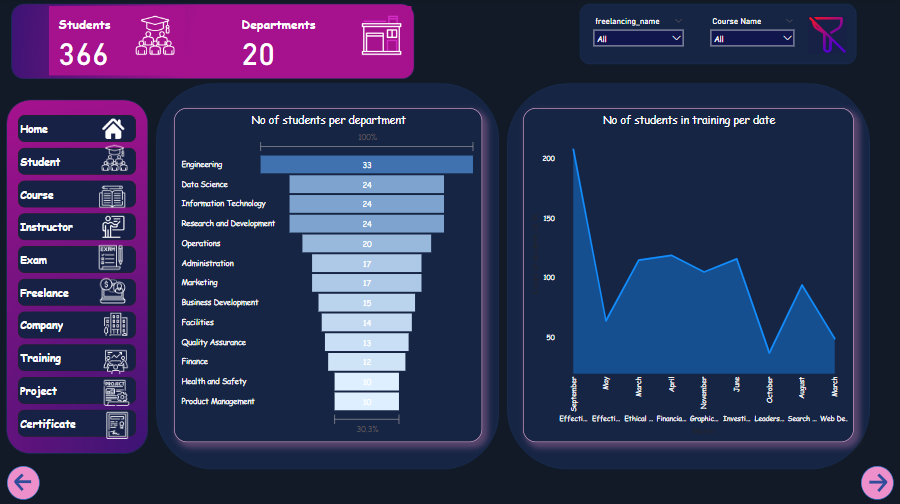 Students
366
Departments
20
freelancing_name
All
Course Name
All
Home
Student
Course
Instructor
Exam
EXAM
Freelance
Company
Training
Project
PROJECT
Certificate
No of students per department
100%
Engineering 33
Data Science 24
Information Technology 24
Research and Development 24
Operations 20
Administration 17
Marketing 17
Business Development 15
Facilities 14
Quality Assurance 13
Finance 12
Health and Safety 10
Product Management 10
30.3%
No of students in training per date
200
150
100
50
September
May
March
April
November
June
October
August
March
Effecti... Effecti... Ethical ... Financia... Graphic... Investi... Leaders... Search ... Web De...